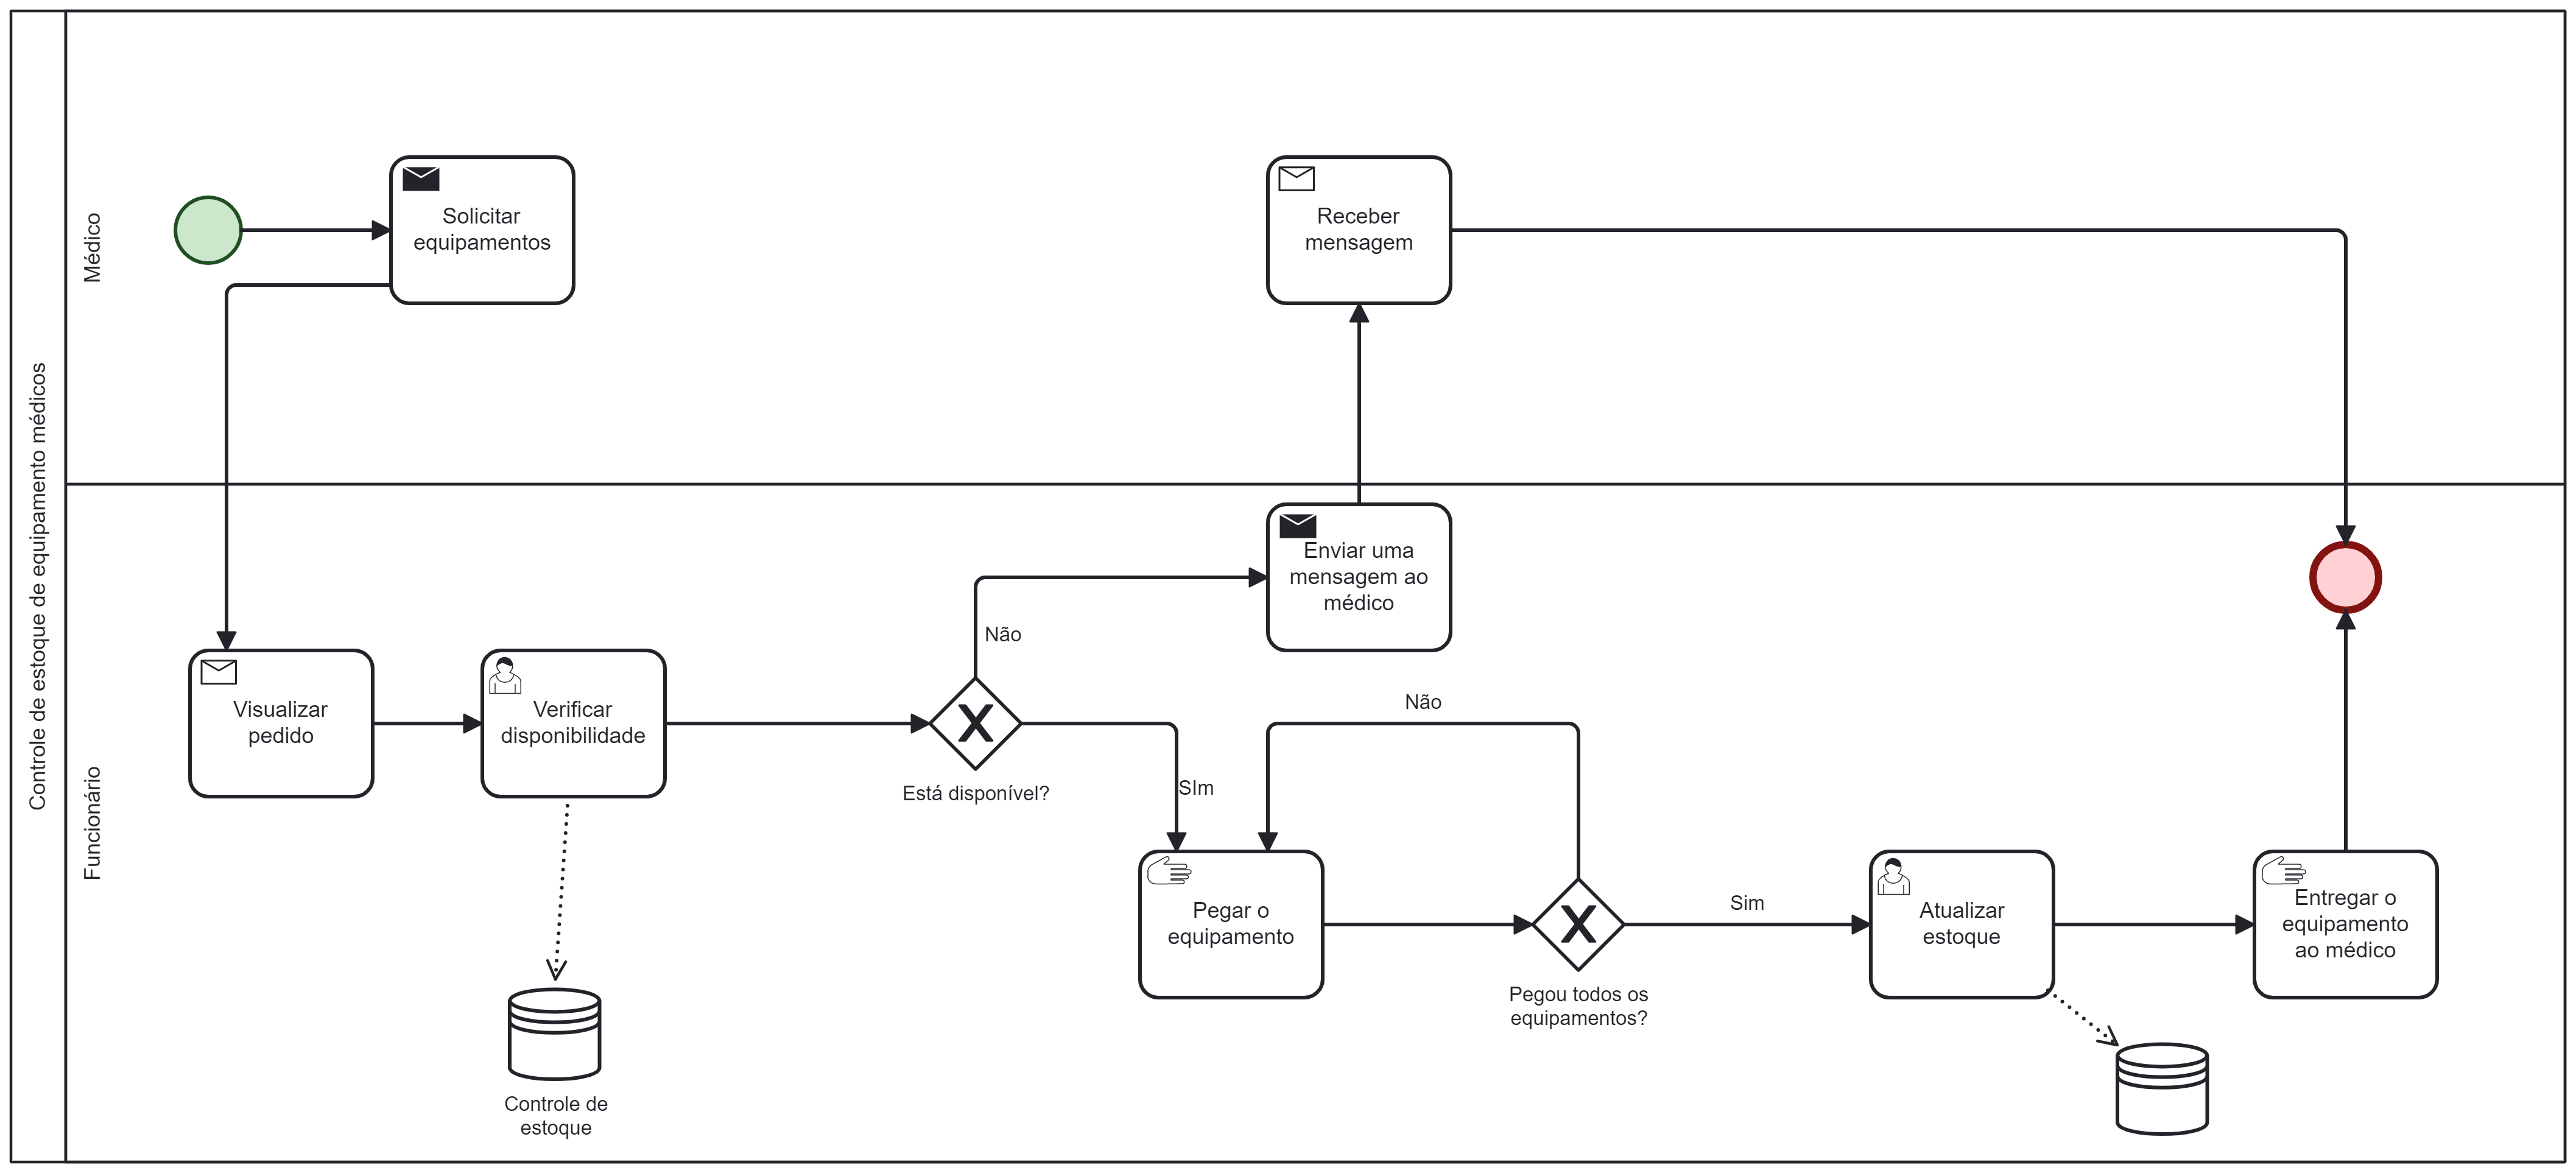 Controle de estoque de equipamento médicos
Médico
Solicitar
equipamentos
Receber
mensagem
Funcionário
Visualizar
pedido
Verificar
disponibilidade
Controle de
estoque
Está disponível?
Não
Enviar uma
mensagem ao
médico
SIm
Pegar o
equipamento
Não
Pegou todos os
equipamentos?
Sim
Atualizar
estoque
Entregar o
equipamento
ao médico